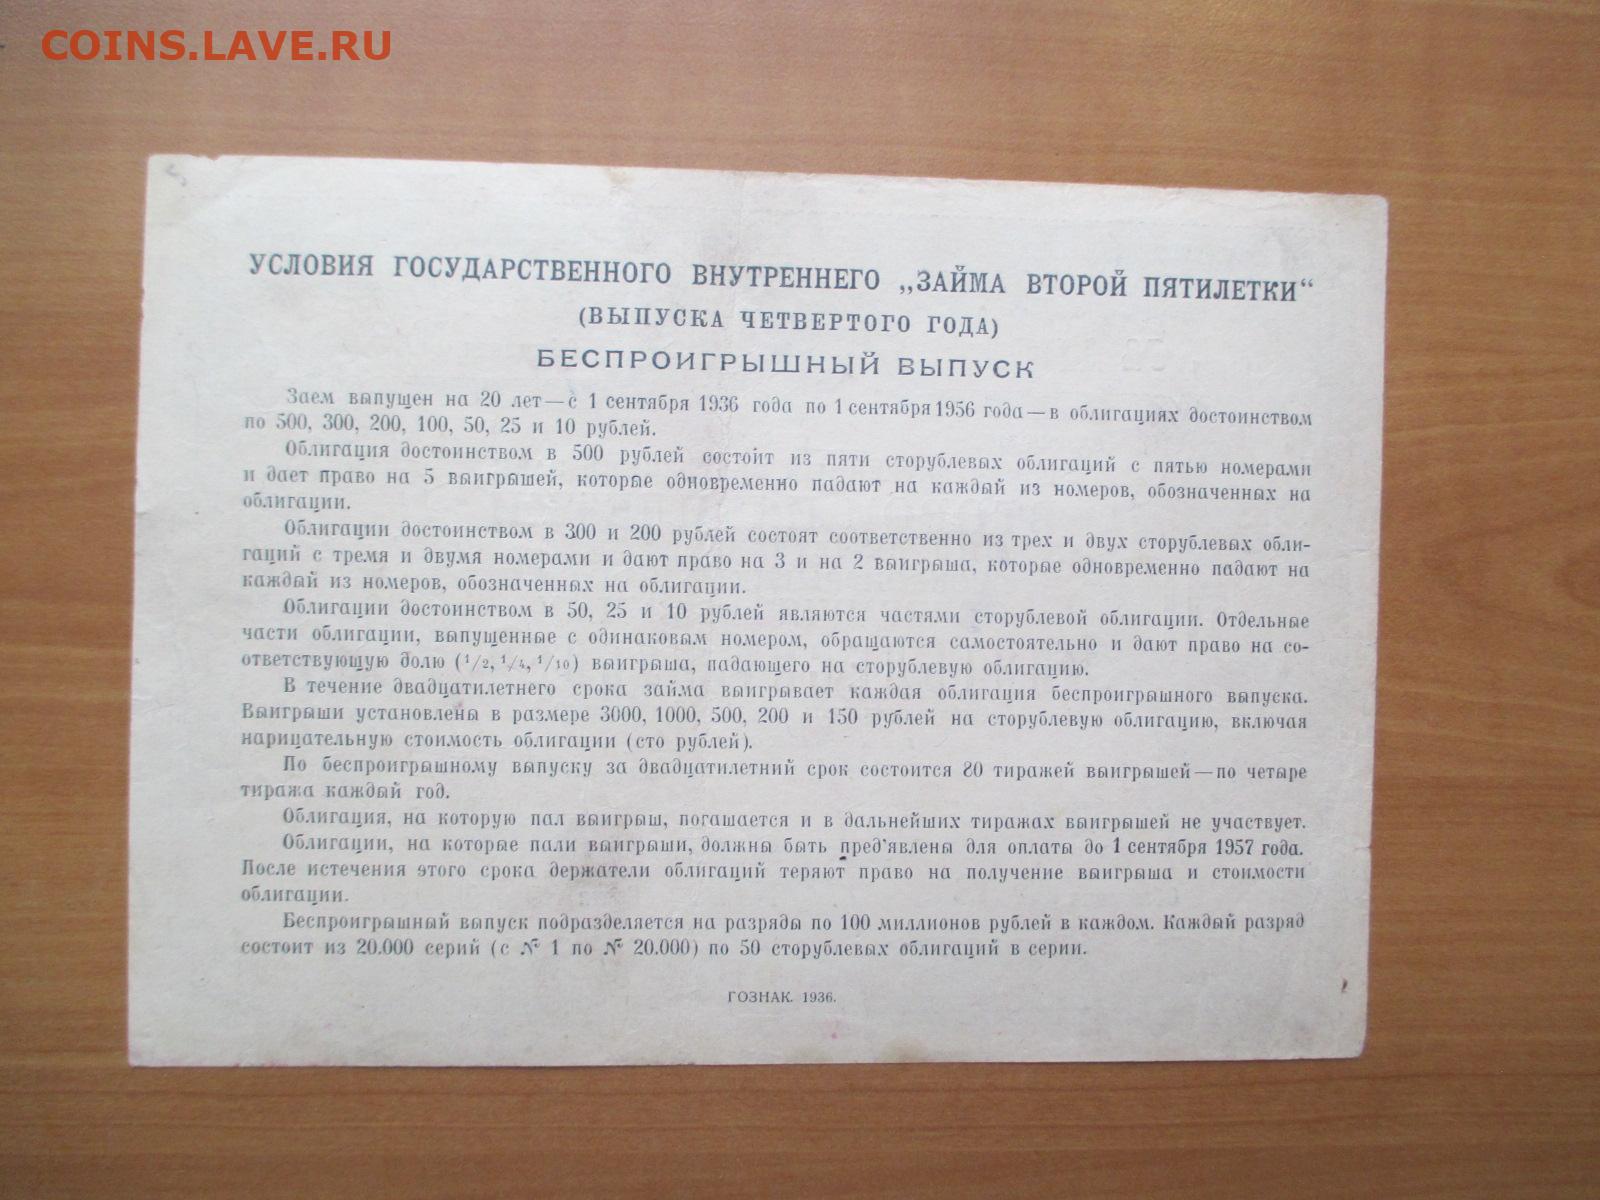 COINS.LAVE.RU
УСЛОВИЯ ГОСУДАРСТВЕННОГО ВНУТРЕННЕГО „ЗАЙМА ВТОРОЙ ПЯТИЛЕТКИ“
(ВЫПУСКА ЧЕТВЕРТОГО ГОДА)
БЕСПРОИГРЫШНЫЙ ВЫПУСК
Заем выпущен на 20 лет—с 1 сентября 1936 года по 1 сентября 1956 года—в облигациях достоинством
по 500, 300, 200, 100, 50, 25 и 10 рублей.
Облигация достоинством в 500 рублей состоит из пяти сторублевых облигаций с пятью номерами
и дает право на 5 выигрышей, которые одновременно падают на каждый из номеров, обозначенных на
облигации.
Облигации достоинством в 300 и 200 рублей состоят соответственно из трех и двух сторублевых обли-
гаций с тремя и двумя номерами и дают право на 3 и на 2 выигрыша, которые одновременно падают на
каждый из номеров, обозначенных на облигации.
Облигации достоинством в 50, 25 и 10 рублей являются частями сторублевой облигации. Отдельные
части облигации, выпущенные с одинаковым номером, обращаются самостоятельно и дают право на со-
ответствующую долю (1/2, 1/4, 1/10) выигрыша, падающего на сторублевую облигацию.
В течение двадцатилетнего срока займа выигрывает каждая облигация беспроигрышного выпуска.
Выигрыши установлены в размере 3000, 1000, 500, 200 и 150 рублей на сторублевую облигацию, включая
нарицательную стоимость облигации (сто рублей).
По беспроигрышному выпуску за двадцатилетний срок состоится 80 тиражей выигрышей—по четыре
тиража каждый год.
Облигация, на которую пал выигрыш, погашается и в дальнейших тиражах выигрышей не участвует.
Облигации, на которые пали выигрыши, должны быть пред'явлены для оплаты до 1 сентября 1957 года.
После истечения этого срока держатели облигаций теряют право на получение выигрыша и стоимости
облигации.
Беспроигрышный выпуск подразделяется на разряды по 100 миллионов рублей в каждом. Каждый разряд
состоит из 20.000 серий (с № 1 по № 20.000) по 50 сторублевых облигаций в серии.
ГОЗНАК. 1936.